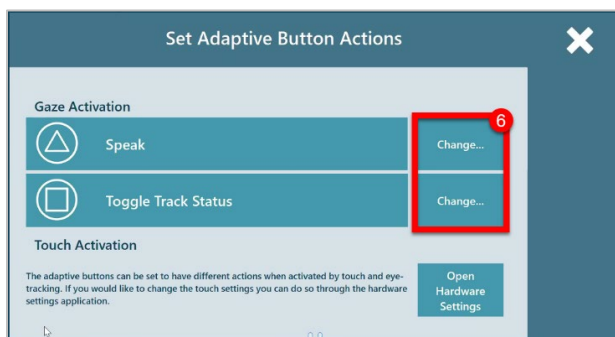 Set Adaptive Button Actions
Gaze Activation
6
Speak
Change...
Toggle Track Status
Change...
Touch Activation
The adaptive buttons can be set to have different actions when activated by touch and eye-
tracking. If you would like to change the touch settings you can do so through the hardware
settings application.
Open
Hardware
Settings